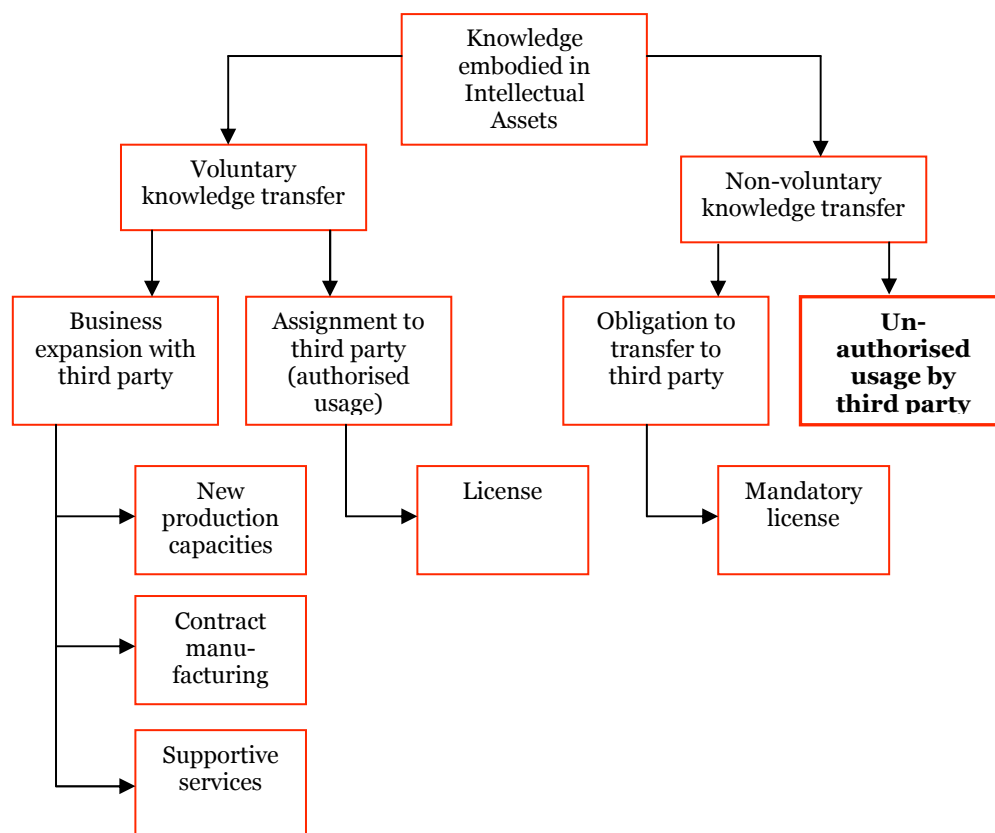 Knowledge
embodied in
Intellectual
Assets
Voluntary
knowledge transfer
Non-voluntary
knowledge transfer
Business
expansion with
third party
Assignment to
third party
(authorised
usage)
Obligation to
transfer to
third party
Un-
authorised
usage by
third party
New
production
capacities
License
Mandatory
license
Contract
manu-
facturing
Supportive
services